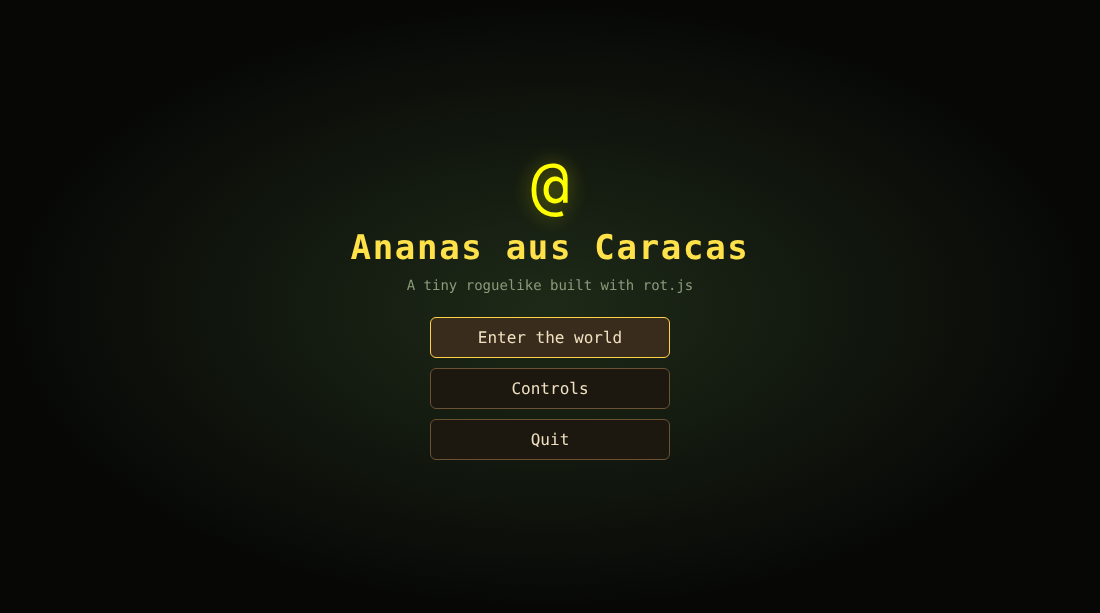 @
Ananas aus Caracas
A tiny roguelike built with rot.js
Enter the world
Controls
Quit